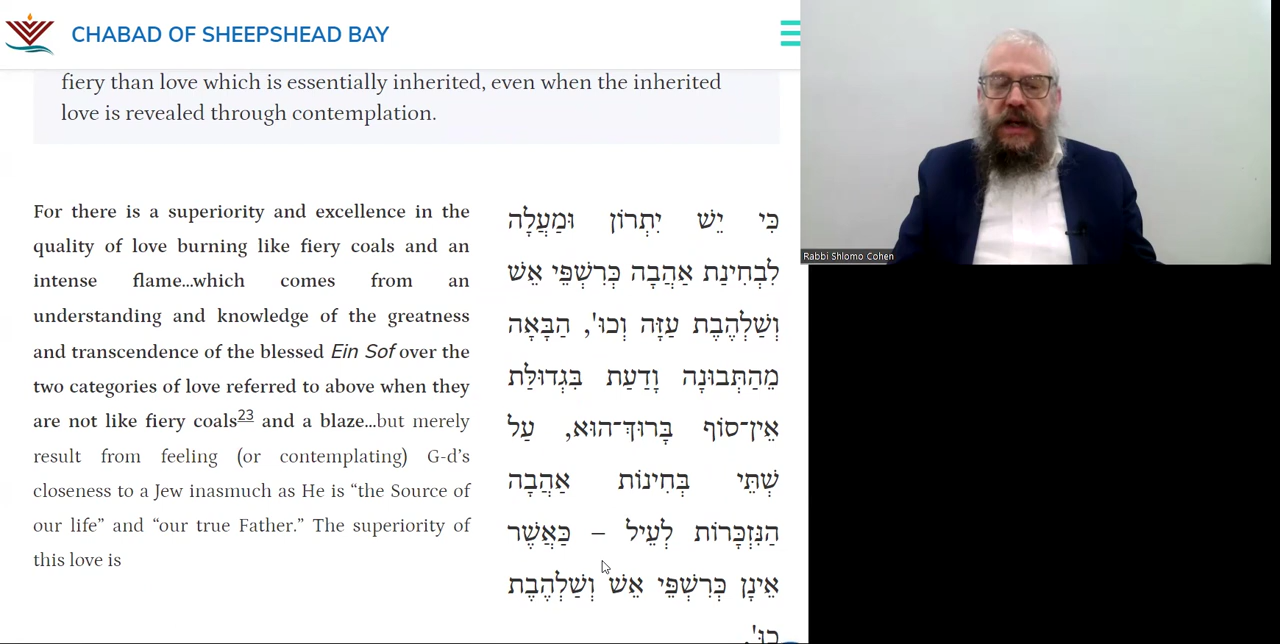 CHABAD OF SHEEPSHEAD BAY
fiery than love which is essentially inherited, even when the inherited
love is revealed through contemplation.
For there is a superiority and excellence in the
quality of love burning like fiery coals and an
intense flame...which comes from an
understanding and knowledge of the greatness
and transcendence of the blessed Ein Sof over the
two categories of love referred to above when they
are not like fiery coals23 and a blaze...but merely
result from feeling (or contemplating) G-d’s
closeness to a Jew inasmuch as He is “the Source of
our life” and “our true Father.” The superiority of
this love is
כִּי יֵשׁ יִתְרוֹן וּמַעֲלָה
לִבְחִינַת אַהֲבָה כְּרִשְׁפֵּי אֵשׁ
וְשַׁלְהֶבֶת עַזָּה וְכוּ', הַבָּאָה
מֵהַתְּבוּנָה וָדַעַת בִּגְדוּלַּת
אֵין־סוֹף בָּרוּךְ־הוּא, עַל
שְׁתֵּי בְּחִינוֹת אַהֲבָה
הַנִּזְכָּרוֹת לְעֵיל – כַּאֲשֶׁר
אֵינָן כְּרִשְׁפֵּי אֵשׁ וְשַׁלְהֶבֶת
כוּ'.
Rabbi Shlomo Cohen